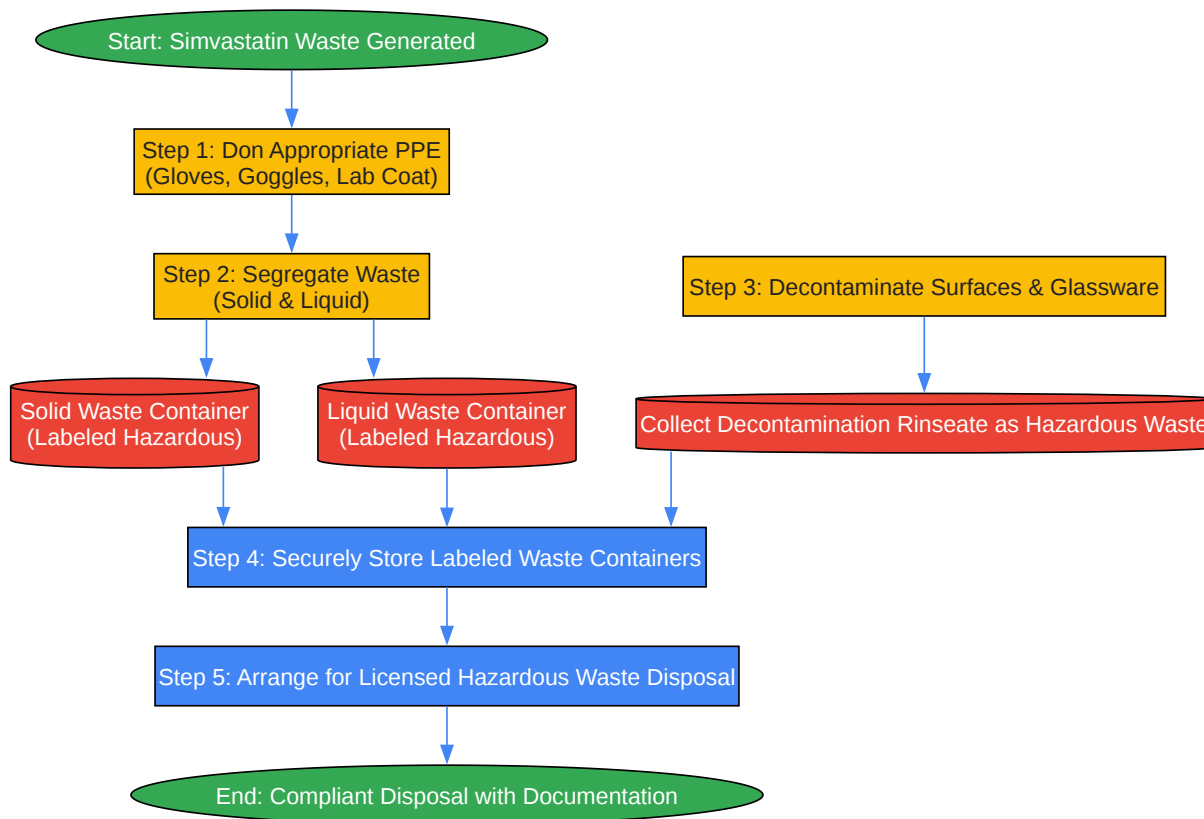 Start: Simvastatin Waste Generated
Step 1: Don Appropriate PPE
(Gloves, Goggles, Lab Coat)
Step 2: Segregate Waste
(Solid & Liquid)
Step 3: Decontaminate Surfaces & Glassware
Solid Waste Container
(Labeled Hazardous)
Liquid Waste Container
(Labeled Hazardous)
Collect Decontamination Rinseate as Hazardous Waste
Step 4: Securely Store Labeled Waste Containers
Step 5: Arrange for Licensed Hazardous Waste Disposal
End: Compliant Disposal with Documentation